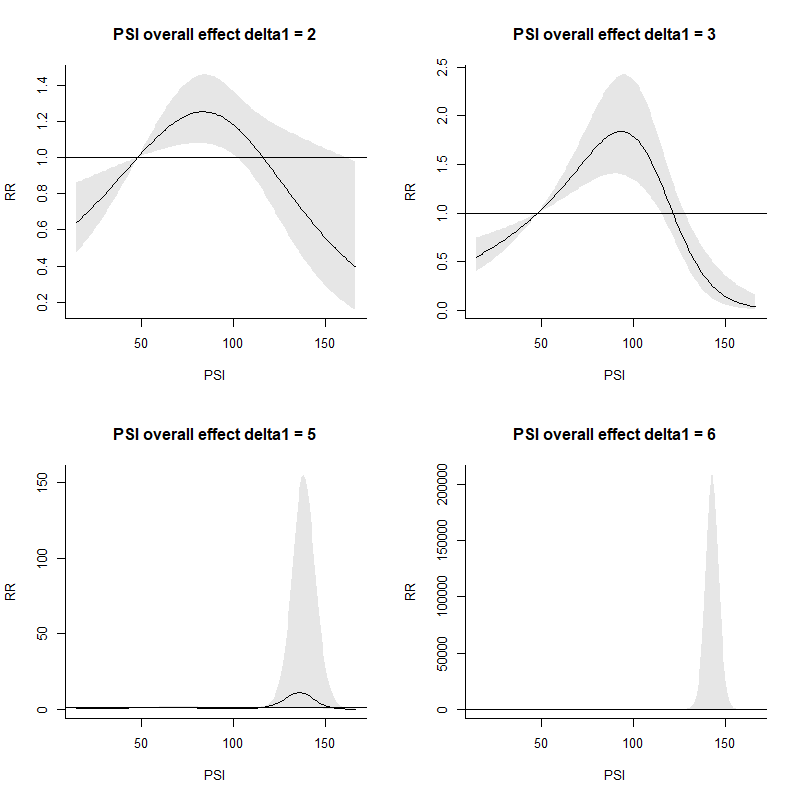 PSI overall effect delta1 = 2
RR
0.2 0.4 0.6 0.8 1.0 1.2 1.4
50 100 150
PSI
PSI overall effect delta1 = 3
RR
0.0 0.5 1.0 1.5 2.0 2.5
50 100 150
PSI
PSI overall effect delta1 = 5
RR
0 50 100 150
50 100 150
PSI
PSI overall effect delta1 = 6
RR
0 50000 100000 150000 200000
50 100 150
PSI